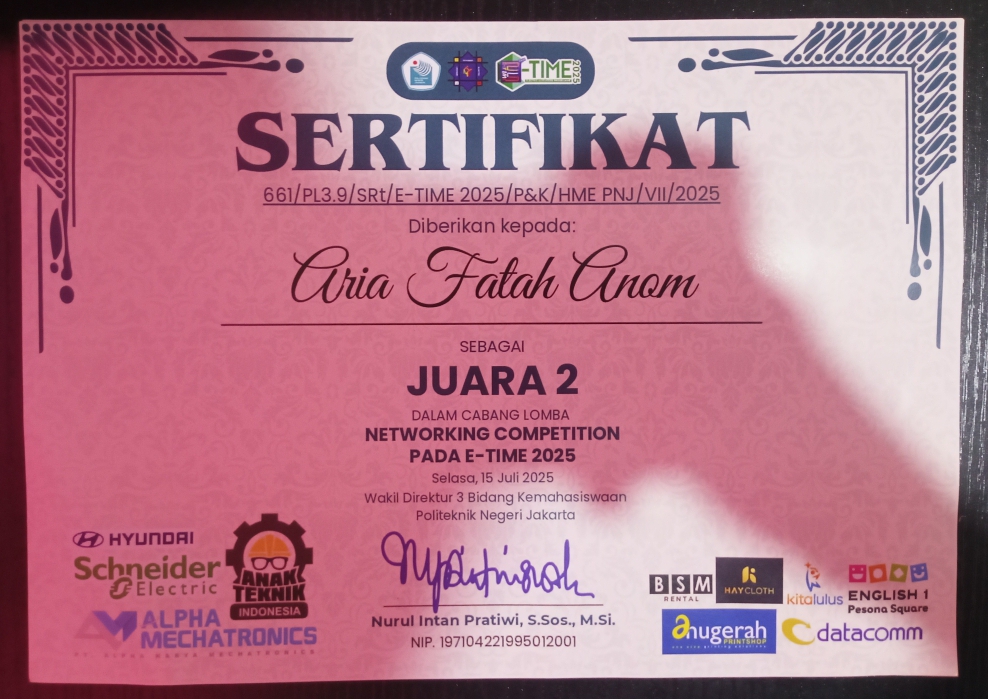 E-TIME 2025
SERTIFIKAT
661/PL3.9/SRt/E-TIME 2025/P&K/HME PNJ/VII/2025
Diberikan kepada:
Aria Fatah Anom
SEBAGAI
JUARA 2
DALAM CABANG LOMBA
NETWORKING COMPETITION
PADA E-TIME 2025
Selasa, 15 Juli 2025
Wakil Direktur 3 Bidang Kemahasiswaan
Politeknik Negeri Jakarta
Nurul Intan Pratiwi, S.Sos., M.Si.
NIP. 197104221995012001
HYUNDAI
Schneider
Electric
ANAK
TEKNIK
INDONESIA
ALPHA
MECHATRONICS
BSM
RENTAL
HAYCLOTH
kitalulus
ENGLISH 1
Pesona Square
anugerah
PRINTSHOP
datacomm